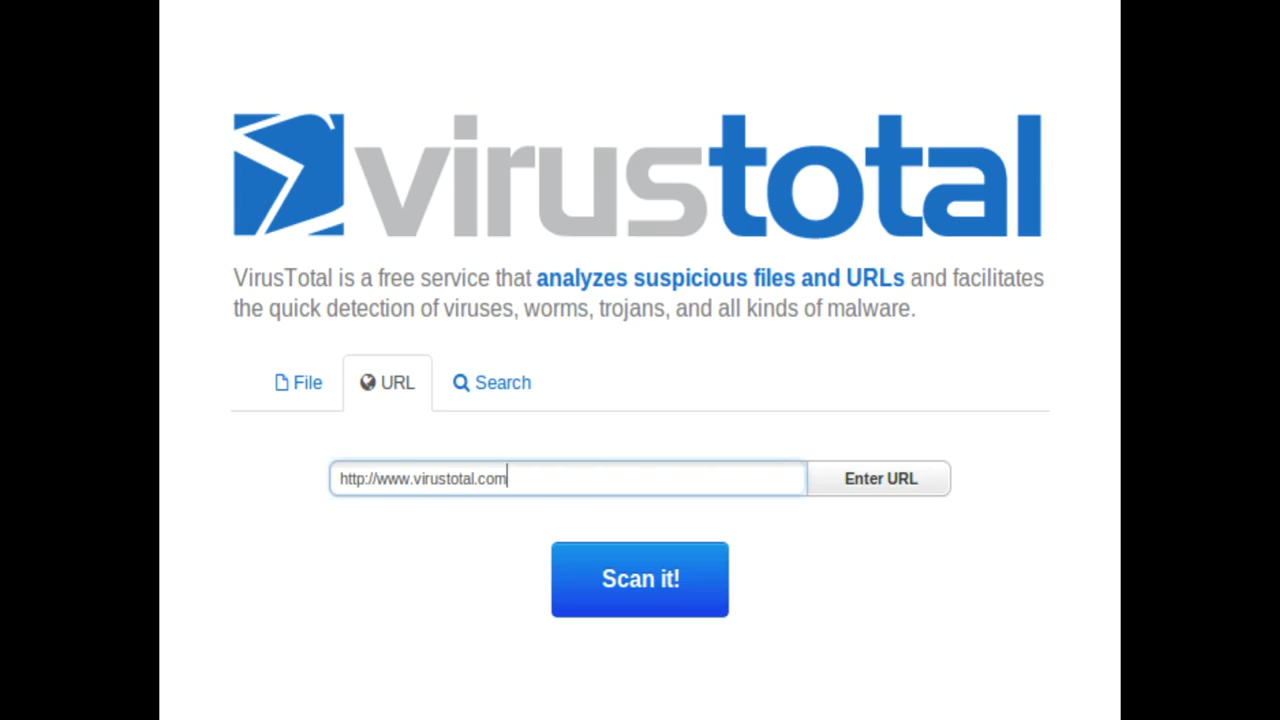 virustotal
VirusTotal is a free service that analyzes suspicious files and URLs and facilitates
the quick detection of viruses, worms, trojans, and all kinds of malware.
File URL Search
http://www.virustotal.com Enter URL
Scan it!